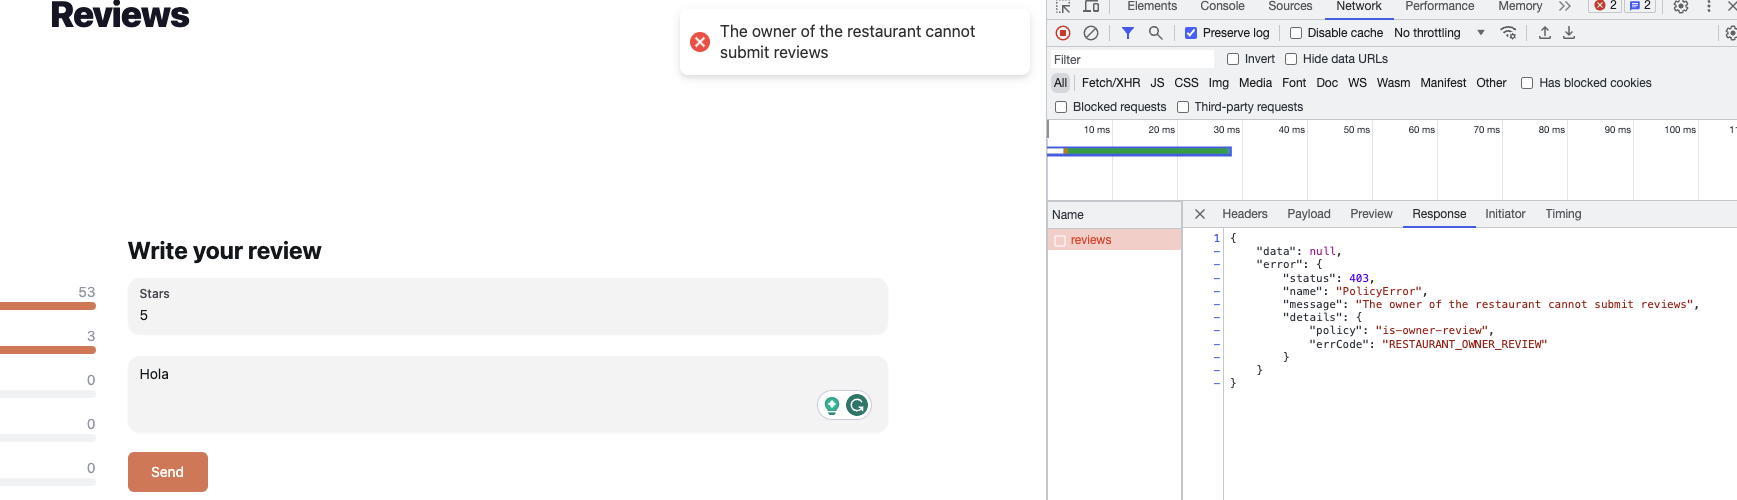 Reviews
The owner of the restaurant cannot
submit reviews
Write your review
53
3
0
0
0
Stars
5
Hola
Send
Elements Console Sources Network Performance Memory 2 2
Preserve log Disable cache No throttling
Filter Invert Hide data URLs
All Fetch/XHR JS CSS Img Media Font Doc WS Wasm Manifest Other Has blocked cookies
Blocked requests Third-party requests
10 ms 20 ms 30 ms 40 ms 50 ms 60 ms 70 ms 80 ms 90 ms 100 ms
Name
reviews
Headers Payload Preview Response Initiator Timing
1 {
– "data": null,
– "error": {
– "status": 403,
– "name": "PolicyError",
– "message": "The owner of the restaurant cannot submit reviews",
– "details": {
– "policy": "is-owner-review",
– "errCode": "RESTAURANT_OWNER_REVIEW"
– }
– }
– }